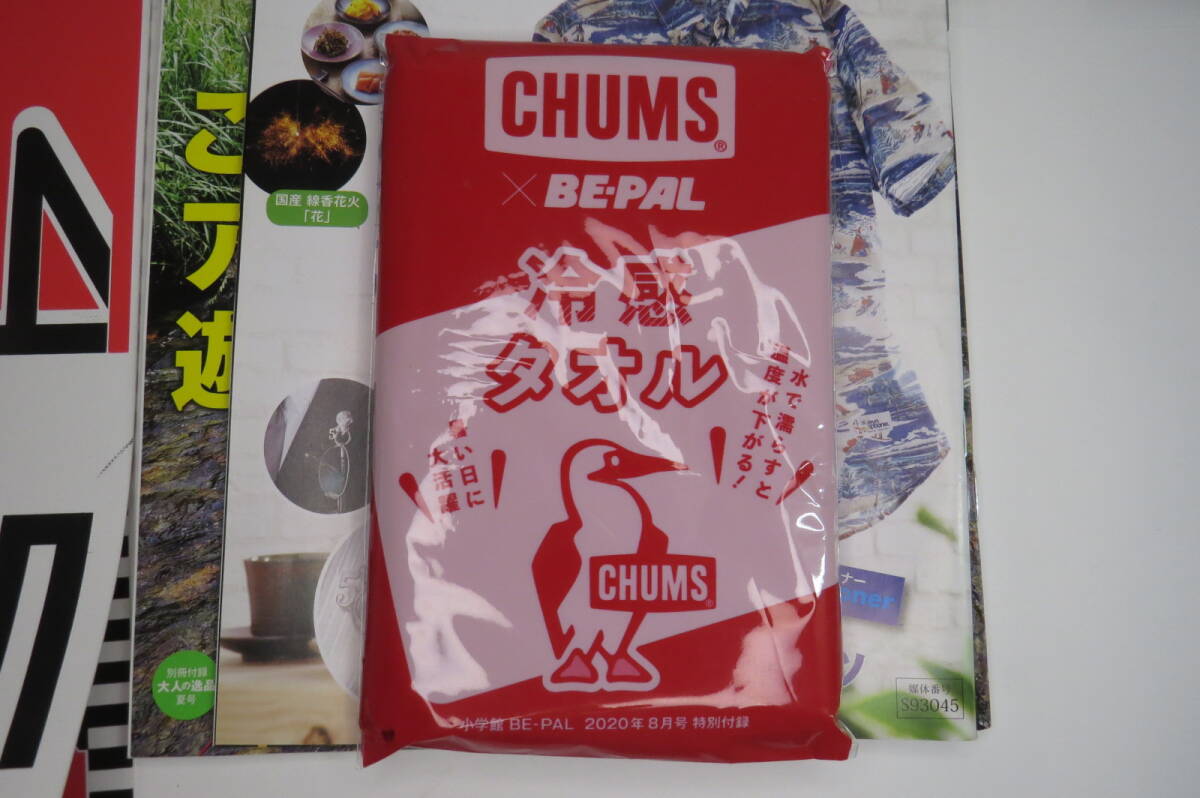 CHUMS®
×BE-PAL
冷感
タオル
水で濡らすと
温度が下がる!
暑い日に
大活躍
CHUMS®
小学館 BE-PAL 2020年8月号 特別付録
国産 線香花火
「花」
別冊付録
大人の逸品
夏号
媒体番号
S93045